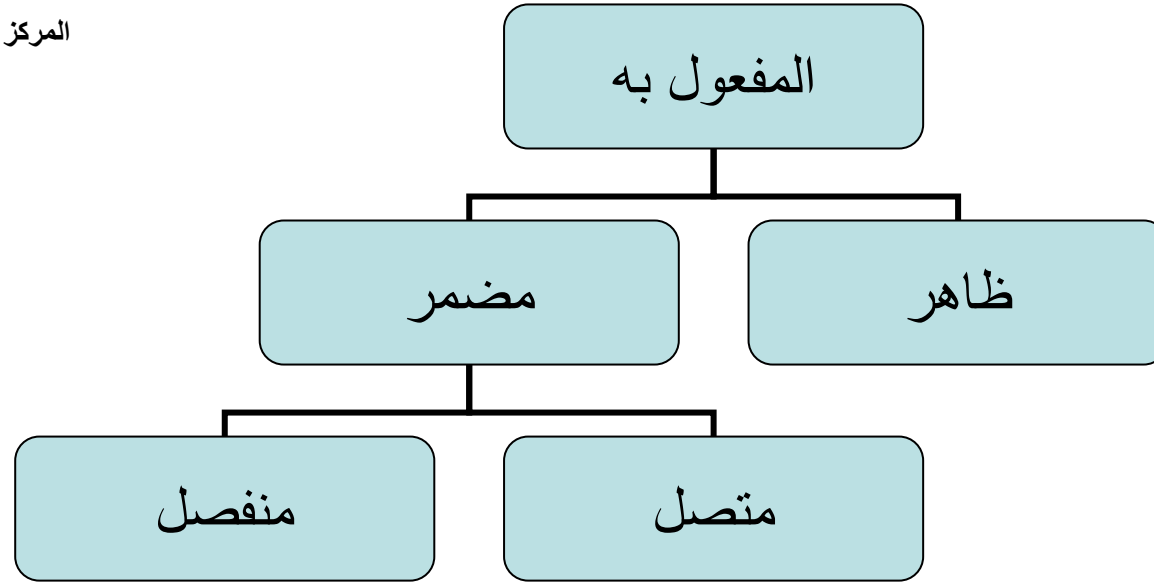 المركز
المفعول به
ظاهر
مضمر
متصل
منفصل